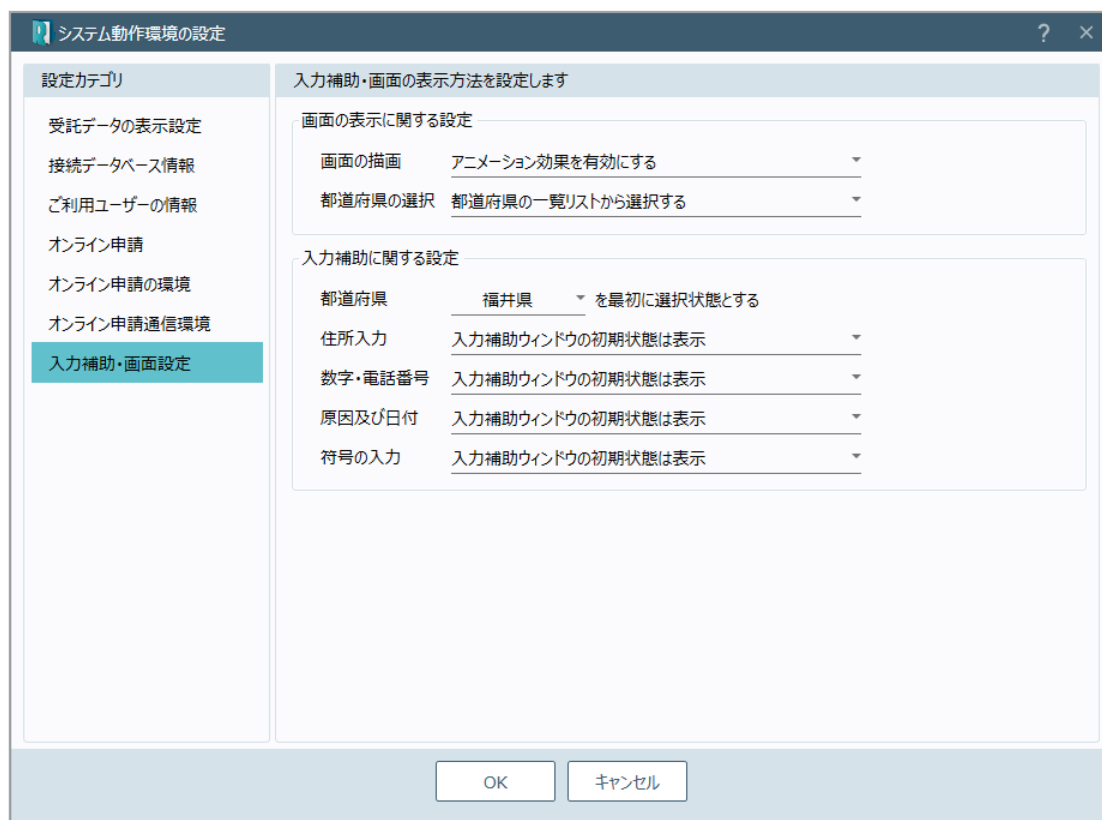 システム動作環境の設定
?
×
設定カテゴリ
受託データの表示設定
接続データベース情報
ご利用ユーザーの情報
オンライン申請
オンライン申請の環境
オンライン申請通信環境
入力補助・画面設定
入力補助・画面の表示方法を設定します
画面の表示に関する設定
画面の描画 アニメーション効果を有効にする
都道府県の選択 都道府県の一覧リストから選択する
入力補助に関する設定
都道府県 福井県 を最初に選択状態とする
住所入力 入力補助ウィンドウの初期状態は表示
数字・電話番号 入力補助ウィンドウの初期状態は表示
原因及び日付 入力補助ウィンドウの初期状態は表示
符号の入力 入力補助ウィンドウの初期状態は表示
OK キャンセル